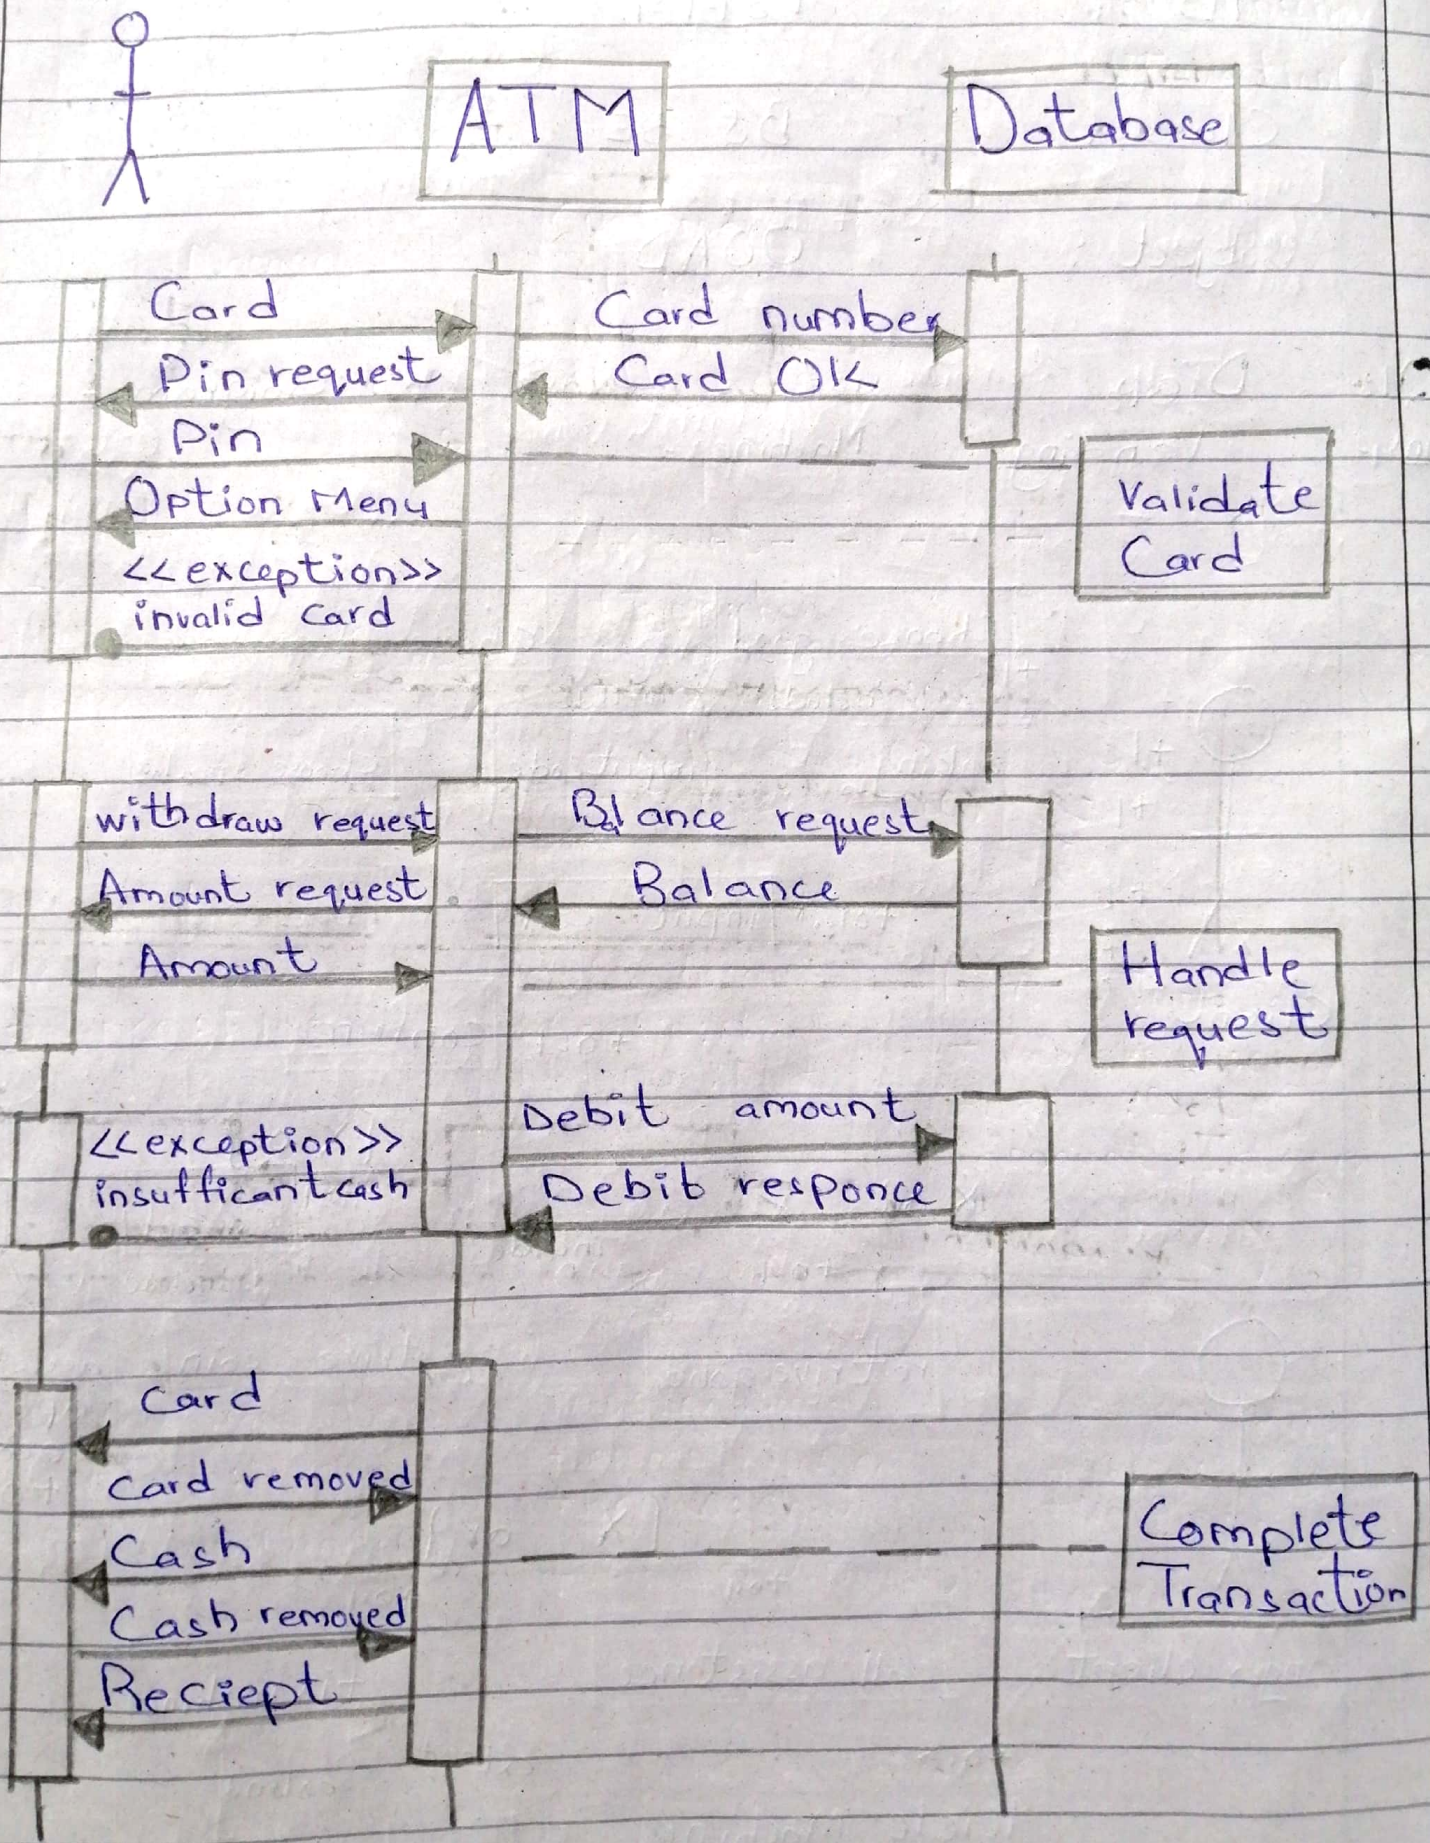 ATM
Database
Card
Card number
Pin request
Card OK
Pin
Option Menu
Validate
Card
<<exception>>
invalid card
withdraw request
Balance request
Amount request
Balance
Amount
Handle
request
Debit amount
<<exception>>
insufficant cash
Debit responce
Card
Card removed
Cash
Complete
Transaction
Cash removed
Reciept